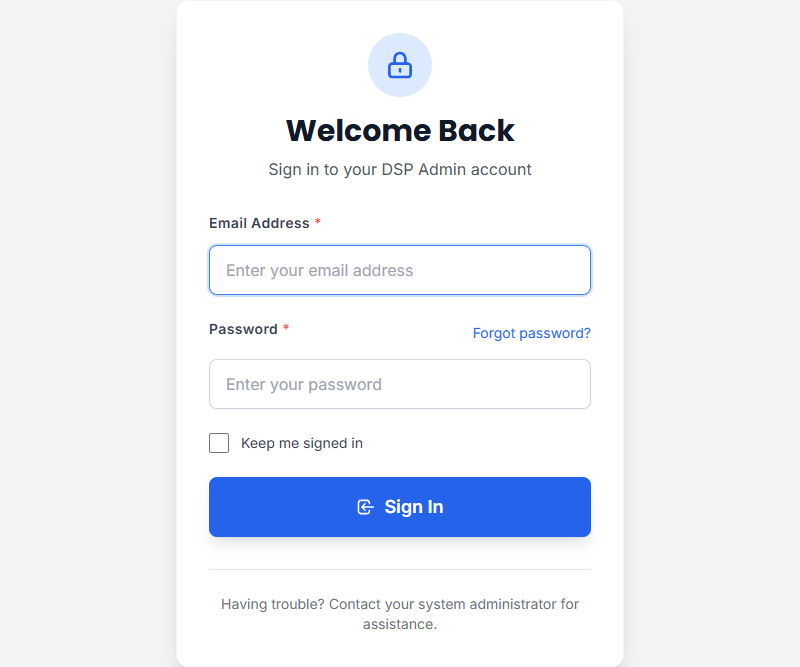 Welcome Back
Sign in to your DSP Admin account
Email Address *
Enter your email address
Password *
Forgot password?
Enter your password
Keep me signed in
Sign In
Having trouble? Contact your system administrator for
assistance.